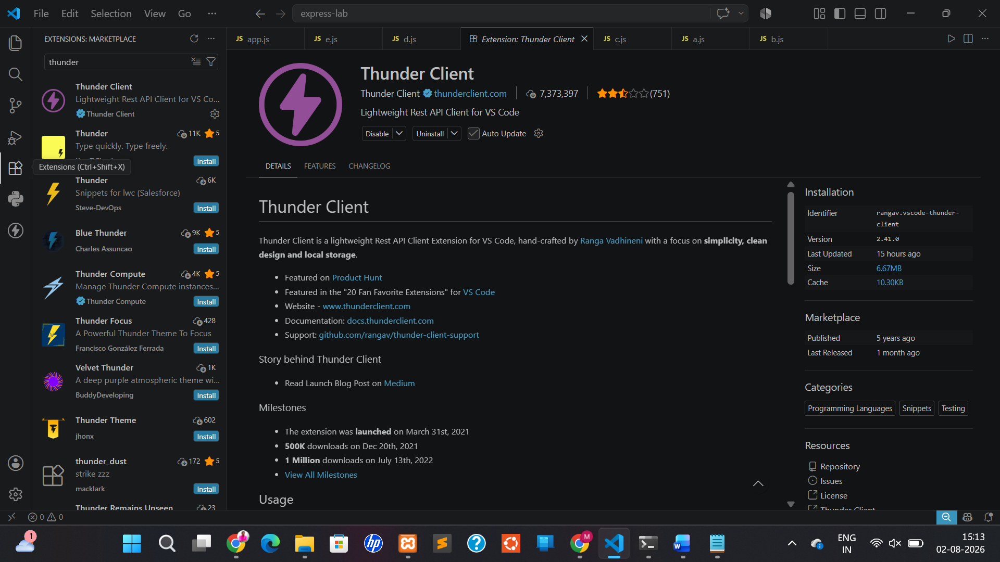 File Edit Selection View Go ···
express-lab
EXTENSIONS: MARKETPLACE
thunder
Thunder Client
Lightweight Rest API Client for VS Co...
Thunder Client
Thunder 11K 5
Type quickly. Type freely.
Install
Extensions (Ctrl+Shift+X)
Thunder 6K
Snippets for lwc (Salesforce)
Steve-DevOps Install
Blue Thunder 9K 5
Charles Assuncao Install
Thunder Compute 4K 5
Manage Thunder Compute instances...
Thunder Compute Install
Thunder Focus 428
A Powerful Thunder Theme To Focus
Francisco González Ferrada Install
Velvet Thunder 1K
A deep purple atmospheric theme wi...
BuddyDeveloping Install
Thunder Theme 602
jhonx Install
thunder_dust 172 5
strike zzz
macklark Install
Thunder Remains Unseen 23
JS app.js JS e.js JS d.js Extension: Thunder Client JS c.js JS a.js JS b.js
Thunder Client
Thunder Client thunderclient.com 7,373,397 (751)
Lightweight Rest API Client for VS Code
Disable Uninstall Auto Update
DETAILS FEATURES CHANGELOG
Thunder Client
Thunder Client is a lightweight Rest API Client Extension for VS Code, hand-crafted by Ranga Vadhineni with a focus on simplicity, clean
design and local storage.
• Featured on Product Hunt
• Featured in the "20 Fan Favorite Extensions" for VS Code
• Website - www.thunderclient.com
• Documentation: docs.thunderclient.com
• Support: github.com/rangav/thunder-client-support
Story behind Thunder Client
• Read Launch Blog Post on Medium
Milestones
• The extension was launched on March 31st, 2021
• 500K downloads on Dec 20th, 2021
• 1 Million downloads on July 13th, 2022
• View All Milestones
Usage
Installation
Identifier rangav.vscode-thunder-
client
Version 2.41.0
Last Updated 15 hours ago
Size 6.67MB
Cache 10.30KB
Marketplace
Published 5 years ago
Last Released 1 month ago
Categories
Programming Languages Snippets Testing
Resources
Repository
Issues
License
Thunder Client
0 0
1
hp
M
W
ENG
IN
15:13
02-08-2026